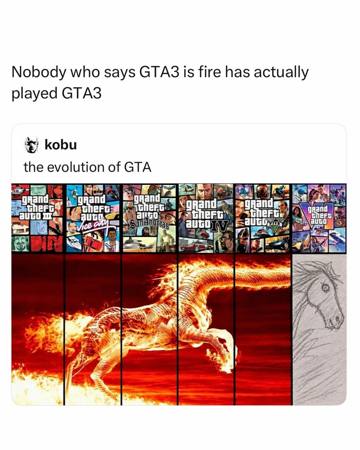 Nobody who says GTA3 is fire has actually
played GTA3
kobu
the evolution of GTA
grand theft auto III
grand theft auto Vice City
grand theft auto San Andreas
grand theft auto IV
grand theft auto
grand theft auto